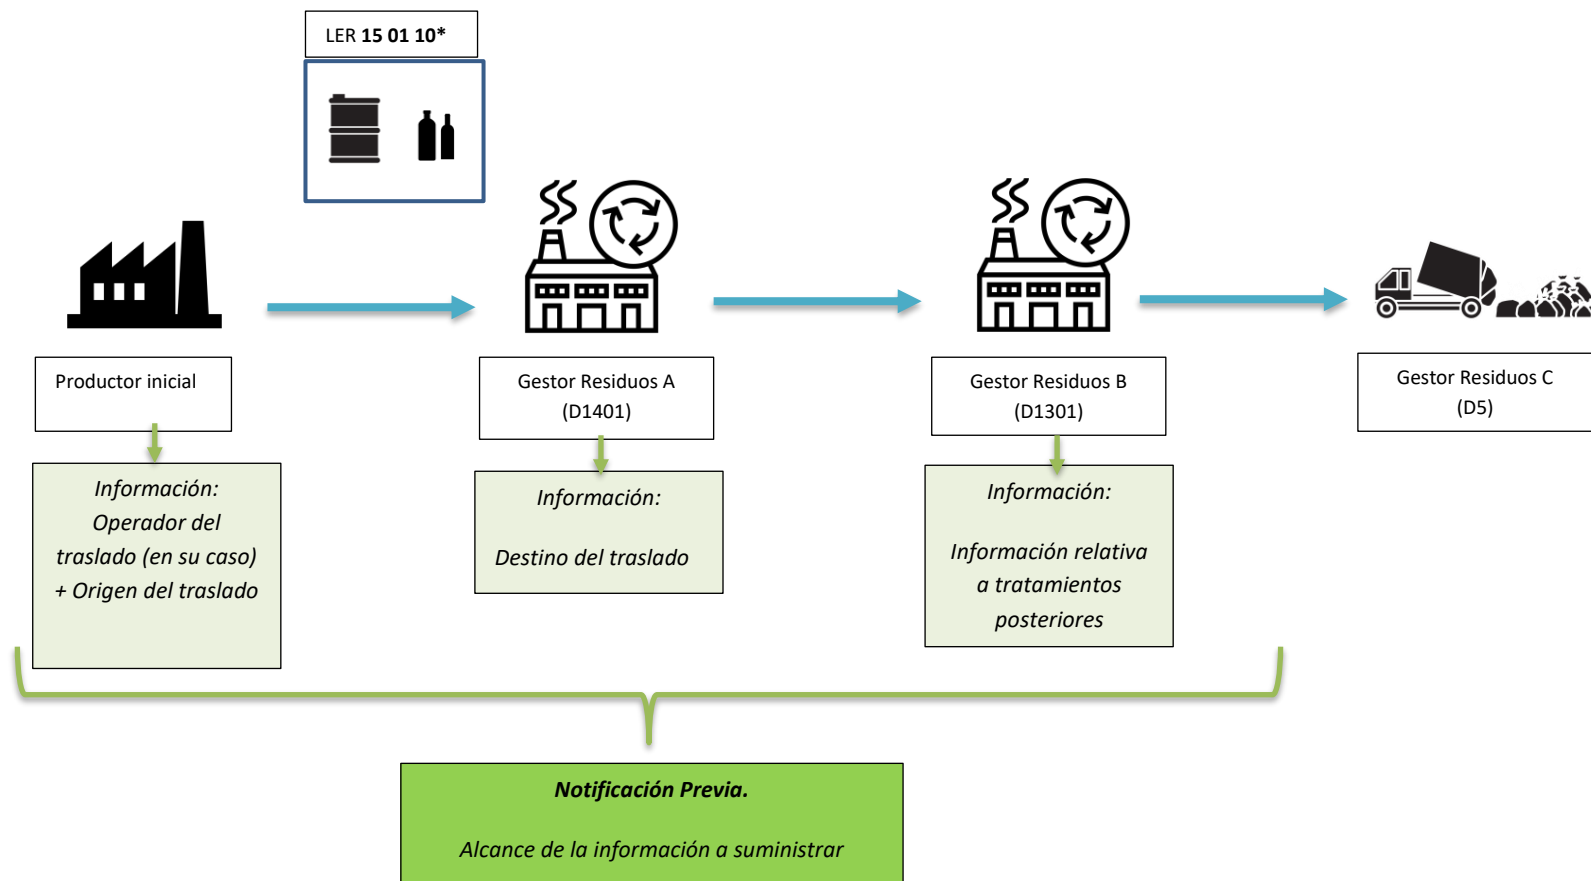 LER 15 01 10*
Productor inicial
Gestor Residuos A
(D1401)
Gestor Residuos B
(D1301)
Gestor Residuos C
(D5)
Información:
Operador del
traslado (en su caso)
+ Origen del traslado
Información:
Destino del traslado
Información:
Información relativa
a tratamientos
posteriores
Notificación Previa.
Alcance de la información a suministrar